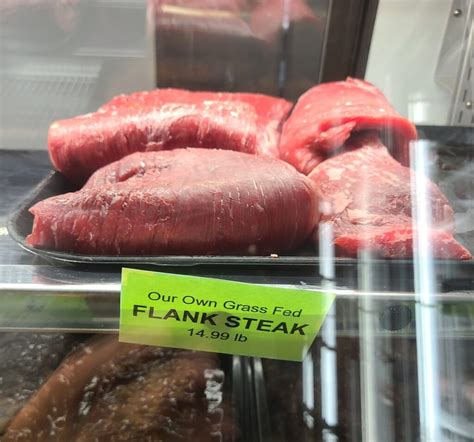 Our Own Grass Fed
FLANK STEAK
14.99 lb